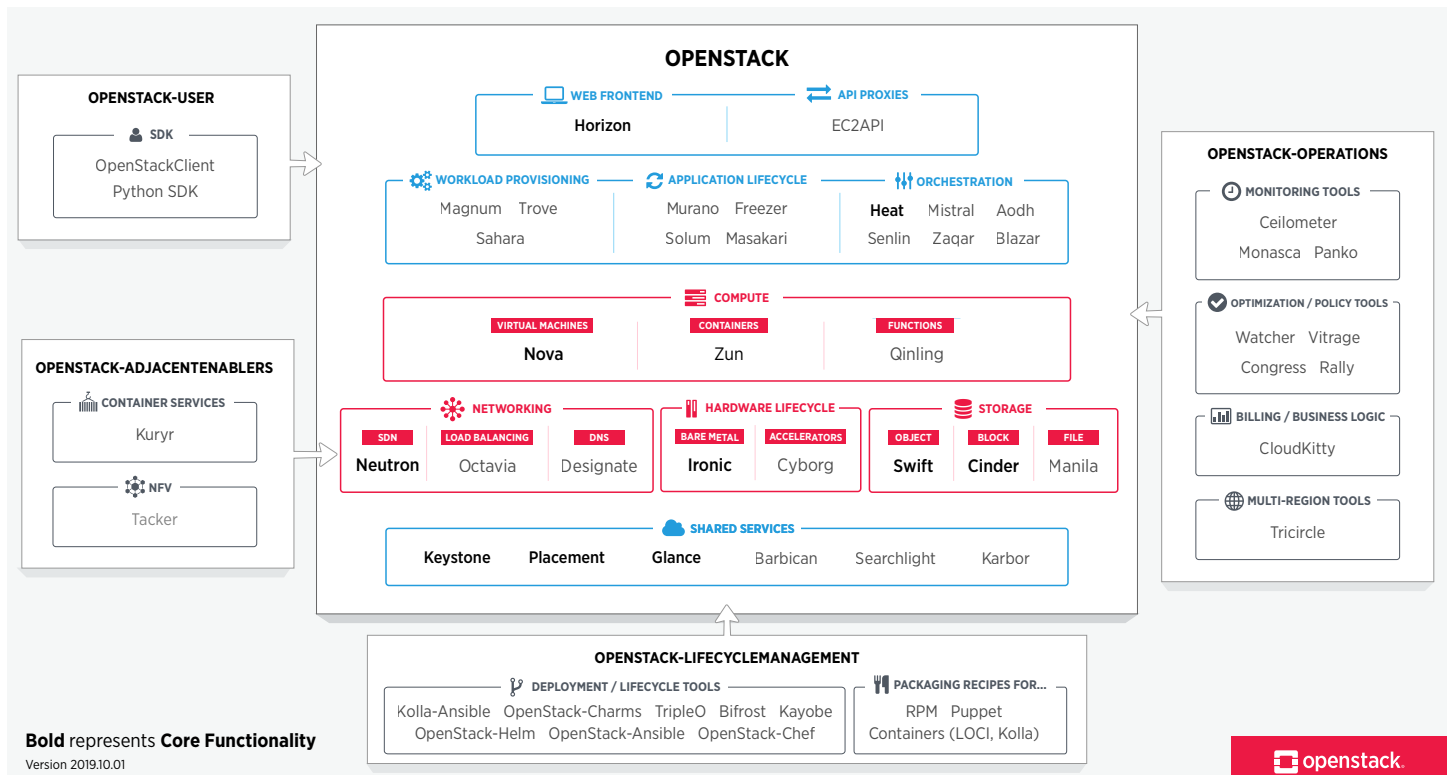 OPENSTACK
WEB FRONTEND
Horizon
API PROXIES
EC2API
WORKLOAD PROVISIONING
Magnum Trove
Sahara
APPLICATION LIFECYCLE
Murano Freezer
Solum Masakari
ORCHESTRATION
Heat Mistral Aodh
Senlin Zaqar Blazar
COMPUTE
VIRTUAL MACHINES
Nova
CONTAINERS
Zun
FUNCTIONS
Qinling
NETWORKING
SDN
Neutron
LOAD BALANCING
Octavia
DNS
Designate
HARDWARE LIFECYCLE
BARE METAL
Ironic
ACCELERATORS
Cyborg
STORAGE
OBJECT
Swift
BLOCK
Cinder
FILE
Manila
SHARED SERVICES
Keystone Placement Glance Barbican Searchlight Karbor
OPENSTACK-USER
SDK
OpenStackClient
Python SDK
OPENSTACK-ADJACENTENABLERS
CONTAINER SERVICES
Kuryr
NFV
Tacker
OPENSTACK-OPERATIONS
MONITORING TOOLS
Ceilometer
Monasca Panko
OPTIMIZATION / POLICY TOOLS
Watcher Vitrage
Congress Rally
BILLING / BUSINESS LOGIC
CloudKitty
MULTI-REGION TOOLS
Tricircle
OPENSTACK-LIFECYCLEMANAGEMENT
DEPLOYMENT / LIFECYCLE TOOLS
Kolla-Ansible OpenStack-Charms TripleO Bifrost Kayobe
OpenStack-Helm OpenStack-Ansible OpenStack-Chef
PACKAGING RECIPES FOR...
RPM Puppet
Containers (LOCI, Kolla)
Bold represents Core Functionality
Version 2019.10.01
openstack.